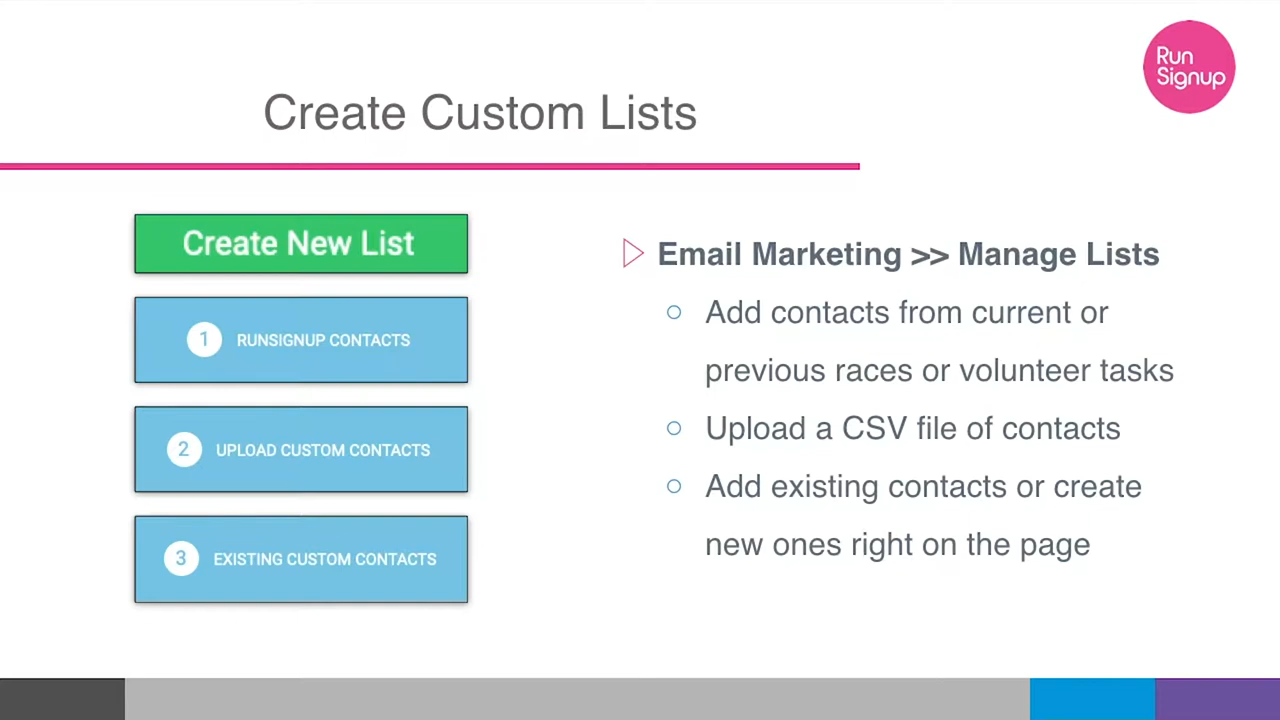 Run
Signup
Create Custom Lists
Create New List
1 RUNSIGNUP CONTACTS
2 UPLOAD CUSTOM CONTACTS
3 EXISTING CUSTOM CONTACTS
Email Marketing >> Manage Lists
Add contacts from current or
previous races or volunteer tasks
Upload a CSV file of contacts
Add existing contacts or create
new ones right on the page